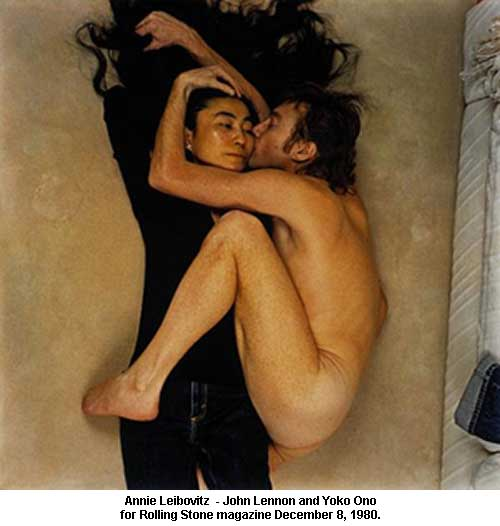 Annie Leibovitz - John Lennon and Yoko Ono
for Rolling Stone magazine December 8, 1980.